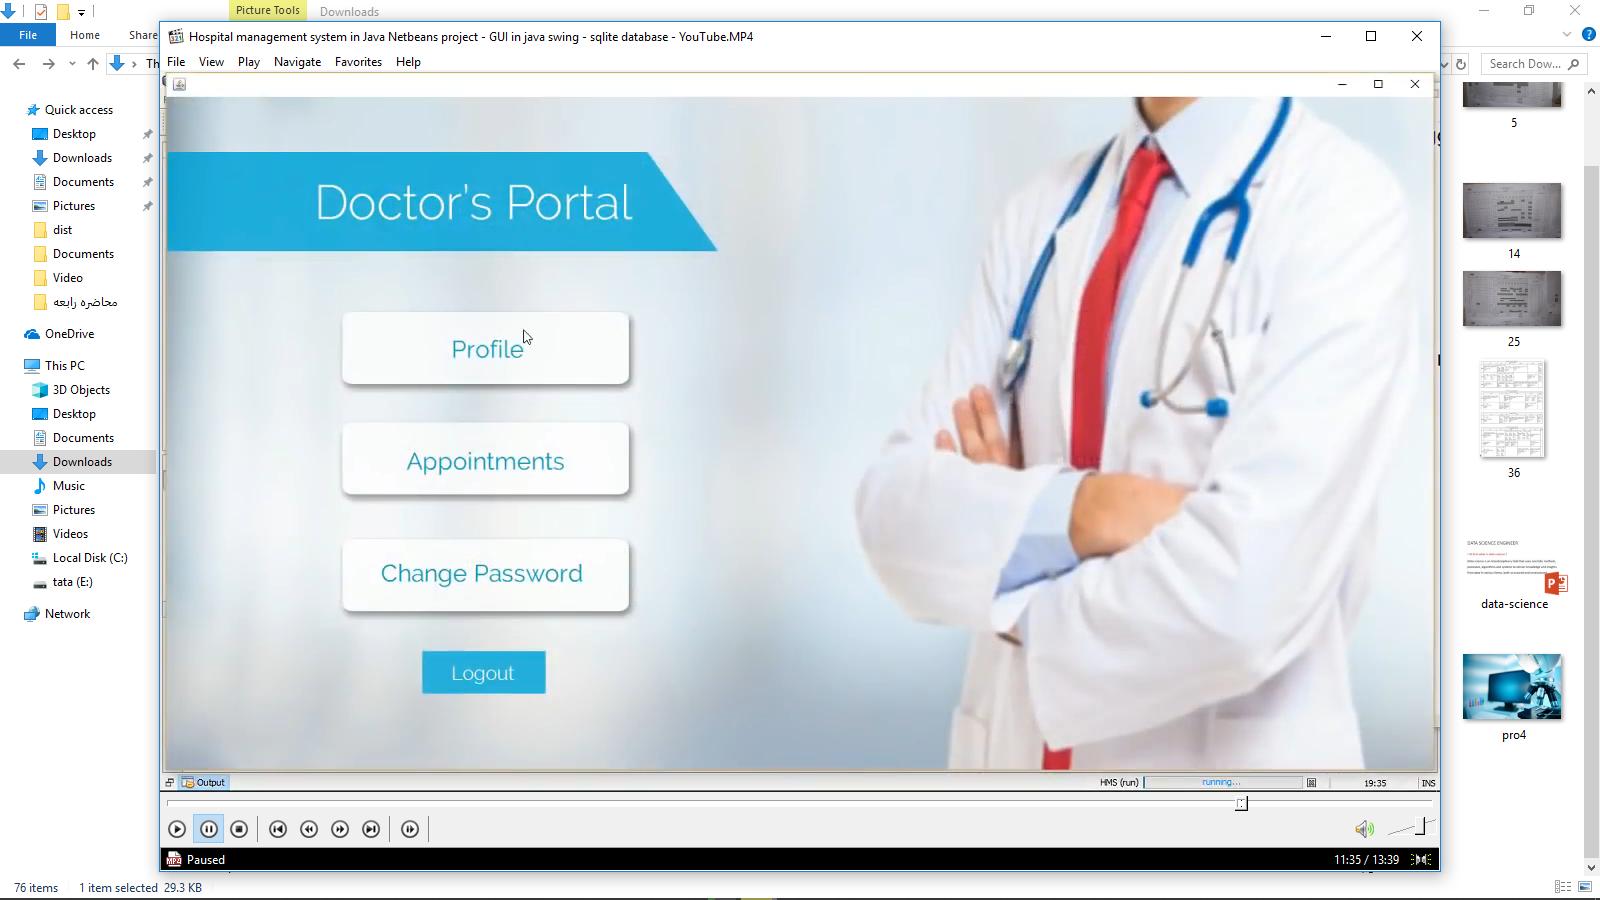 Picture Tools
Downloads
File
Home
Share
Search Dow...
Quick access
Desktop
Downloads
Documents
Pictures
dist
Documents
Video
محاضره رابعه
OneDrive
This PC
3D Objects
Desktop
Documents
Downloads
Music
Pictures
Videos
Local Disk (C:)
tata (E:)
Network
76 items
1 item selected 29.3 KB
Hospital management system in Java Netbeans project - GUI in java swing - sqlite database - YouTube.MP4
File View Play Navigate Favorites Help
Doctor's Portal
Profile
Appointments
Change Password
Logout
Output
HMS (run)
running...
19:35
INS
Paused
11:35 / 13:39
5
14
25
36
DATA SCIENCE ENGINEER
data-science
pro4